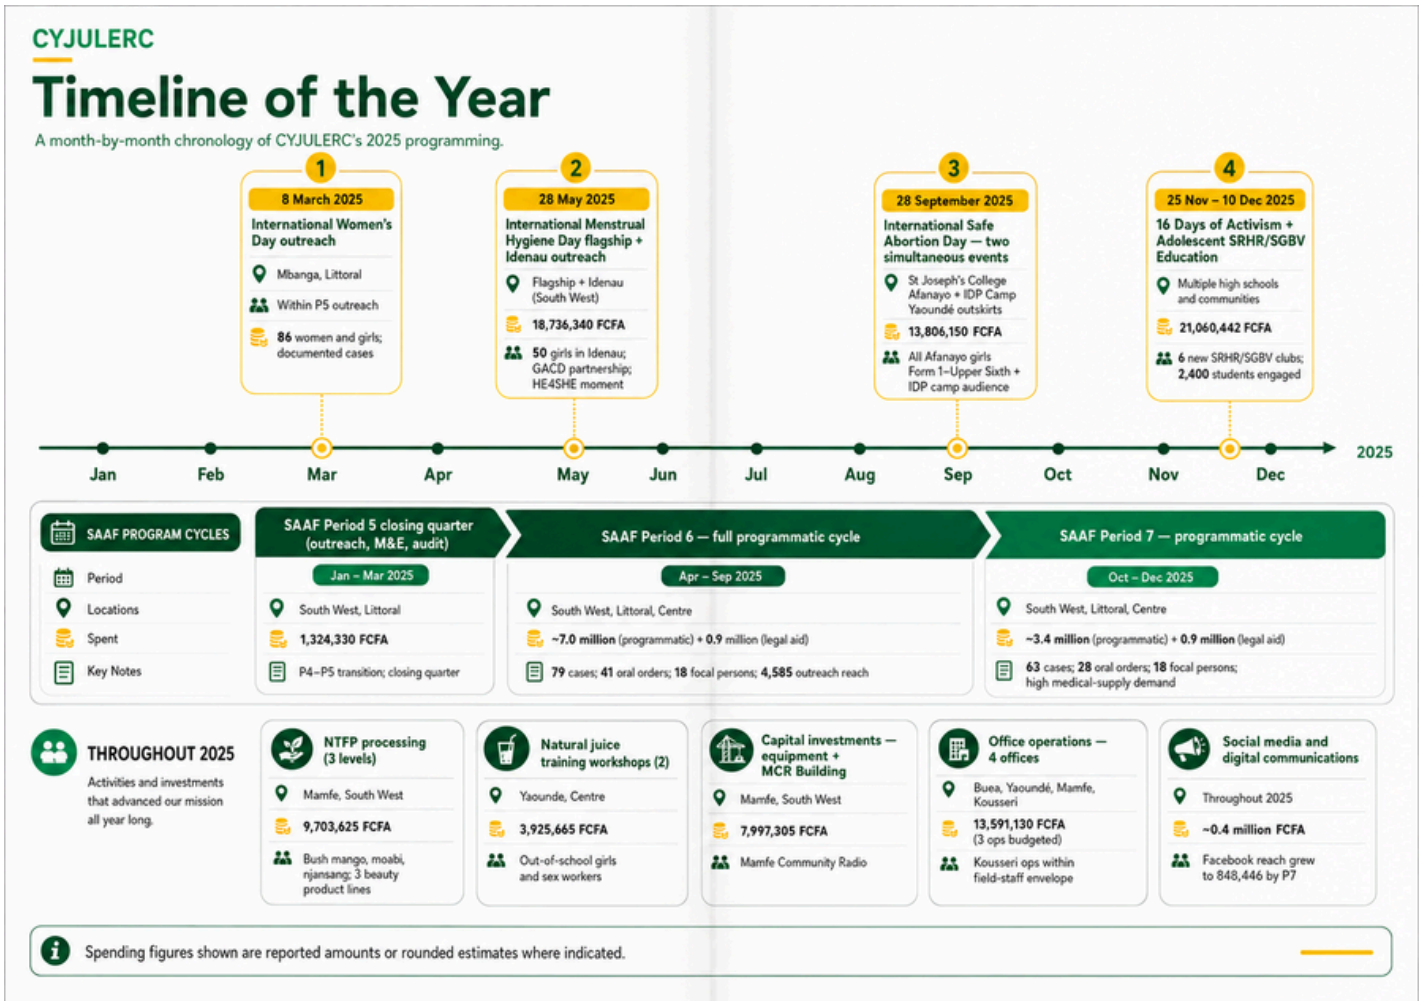 CYJULERC
Timeline of the Year
A month-by-month chronology of CYJULERC's 2025 programming.
1
8 March 2025
International Women's
Day outreach
Mbanga, Littoral
Within P5 outreach
86 women and girls;
documented cases
2
28 May 2025
International Menstrual
Hygiene Day flagship +
Idenau outreach
Flagship + Idenau
(South West)
18,736,340 FCFA
50 girls in Idenau;
GACD partnership;
HE4SHE moment
3
28 September 2025
International Safe
Abortion Day — two
simultaneous events
St Joseph's College
Afanayo + IDP Camp
Yaoundé outskirts
13,806,150 FCFA
All Afanayo girls
Form 1–Upper Sixth +
IDP camp audience
4
25 Nov – 10 Dec 2025
16 Days of Activism +
Adolescent SRHR/SGBV
Education
Multiple high schools
and communities
21,060,442 FCFA
6 new SRHR/SGBV clubs;
2,400 students engaged
Jan
Feb
Mar
Apr
May
Jun
Jul
Aug
Sep
Oct
Nov
Dec
2025
SAAF PROGRAM CYCLES
Period
Locations
Spent
Key Notes
SAAF Period 5 closing quarter
(outreach, M&E, audit)
Jan – Mar 2025
South West, Littoral
1,324,330 FCFA
P4–P5 transition; closing quarter
SAAF Period 6 — full programmatic cycle
Apr – Sep 2025
South West, Littoral, Centre
~7.0 million (programmatic) + 0.9 million (legal aid)
79 cases; 41 oral orders; 18 focal persons; 4,585 outreach reach
SAAF Period 7 — programmatic cycle
Oct – Dec 2025
South West, Littoral, Centre
~3.4 million (programmatic) + 0.9 million (legal aid)
63 cases; 28 oral orders; 18 focal persons;
high medical-supply demand
THROUGHOUT 2025
Activities and investments
that advanced our mission
all year long.
NTFP processing
(3 levels)
Mamfe, South West
9,703,625 FCFA
Bush mango, moabi,
njansang; 3 beauty
product lines
Natural juice
training workshops (2)
Yaounde, Centre
3,925,665 FCFA
Out-of-school girls
and sex workers
Capital investments —
equipment +
MCR Building
Mamfe, South West
7,997,305 FCFA
Mamfe Community Radio
Office operations —
4 offices
Buea, Yaoundé, Mamfe,
Kousseri
13,591,130 FCFA
(3 ops budgeted)
Kousseri ops within
field-staff envelope
Social media and
digital communications
Throughout 2025
~0.4 million FCFA
Facebook reach grew
to 848,446 by P7
i
Spending figures shown are reported amounts or rounded estimates where indicated.